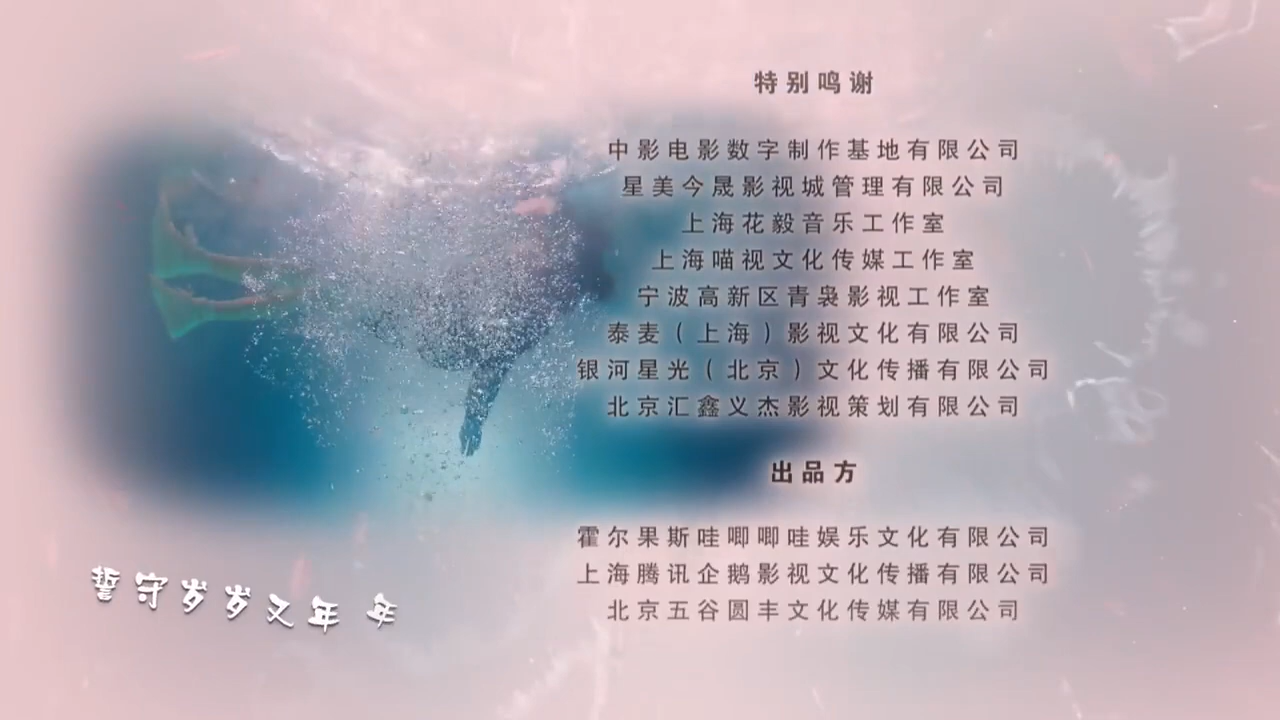 特别鸣谢
中影电影数字制作基地有限公司
星美今晟影视城管理有限公司
上海花毅音乐工作室
上海喵视文化传媒工作室
宁波高新区青袅影视工作室
泰麦（上海）影视文化有限公司
银河星光（北京）文化传播有限公司
北京汇鑫义杰影视策划有限公司
出品方
霍尔果斯哇唧唧哇娱乐文化有限公司
上海腾讯企鹅影视文化传播有限公司
北京五谷圆丰文化传媒有限公司
誓守岁岁又年年